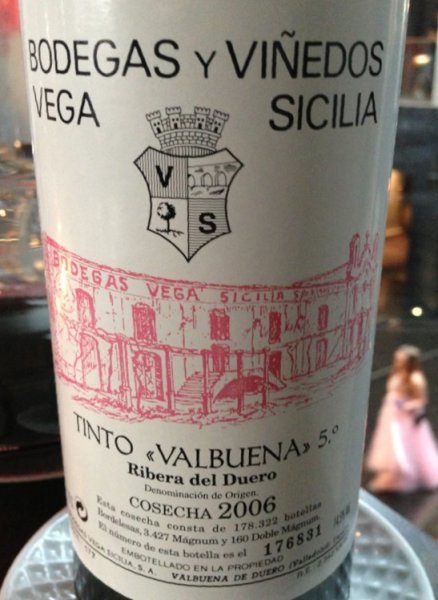 BODEGAS Y VIÑEDOS
VEGA SICILIA
V
S
BODEGAS VEGA SICILIA
TINTO «VALBUENA» 5.º
Ribera del Duero
Denominación de Origen.
COSECHA 2006
Esta cosecha consta de 178.322 botellas
Bordelesas, 3.427 Mágnum y 160 Doble Mágnum.
El número de esta botella es el 176831
EMBOTELLADO EN LA PROPIEDAD
VEGA SICILIA, S.A. VALBUENA DE DUERO